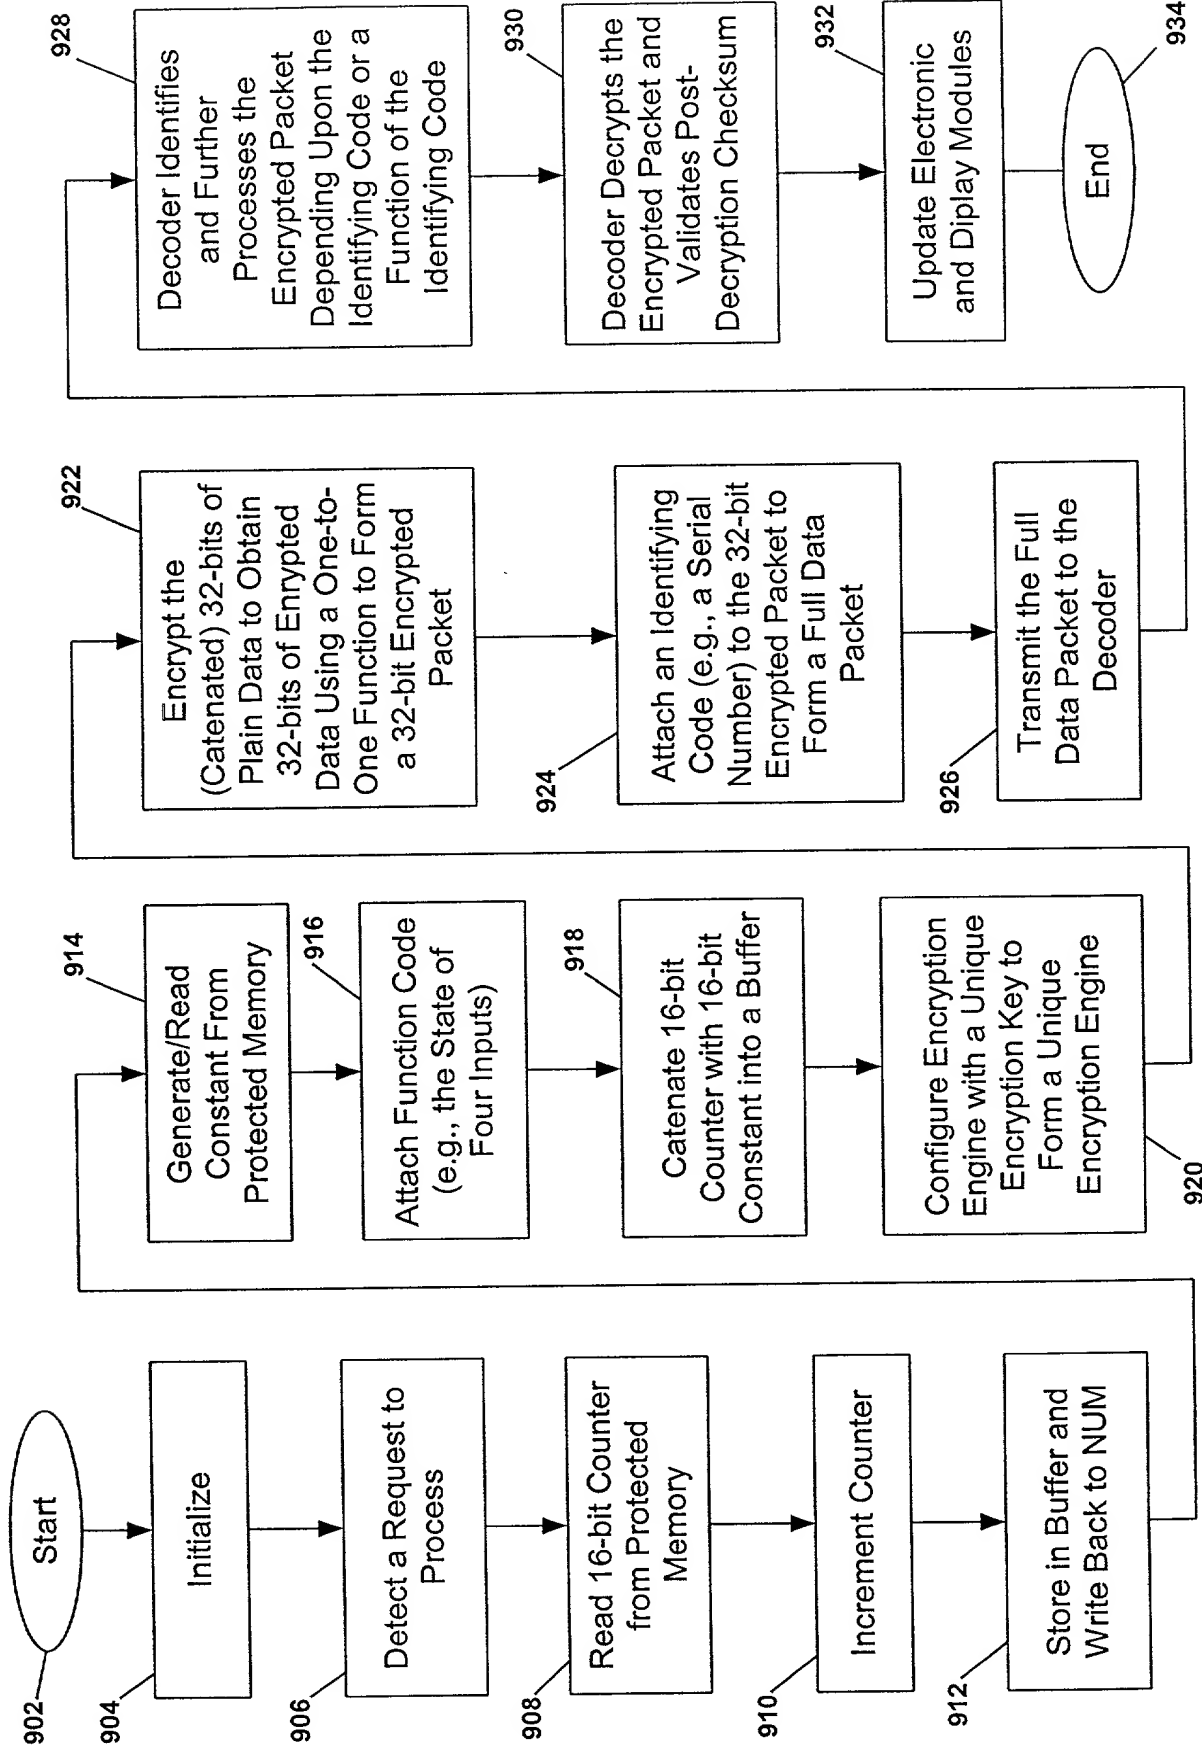 902
Start
904
Initialize
906
Detect a Request to
Process
908
Read 16-bit Counter
from Protected
Memory
910
Increment Counter
912
Store in Buffer and
Write Back to NUM
914
Generate/Read
Constant From
Protected Memory
916
Attach Function Code
(e.g., the State of
Four Inputs)
918
Catenate 16-bit
Counter with 16-bit
Constant into a Buffer
920
Configure Encryption
Engine with a Unique
Encryption Key to
Form a Unique
Encryption Engine
922
Encrypt the
(Catenated) 32-bits of
Plain Data to Obtain
32-bits of Enrypted
Data Using a One-to-
One Function to Form
a 32-bit Encrypted
Packet
924
Attach an Identifying
Code (e.g., a Serial
Number) to the 32-bit
Encrypted Packet to
Form a Full Data
Packet
926
Transmit the Full
Data Packet to the
Decoder
928
Decoder Identifies
and Further
Processes the
Encrypted Packet
Depending Upon the
Identifying Code or a
Function of the
Identifying Code
930
Decoder Decrypts the
Encrypted Packet and
Validates Post-
Decryption Checksum
932
Update Electronic
and Diplay Modules
End
934